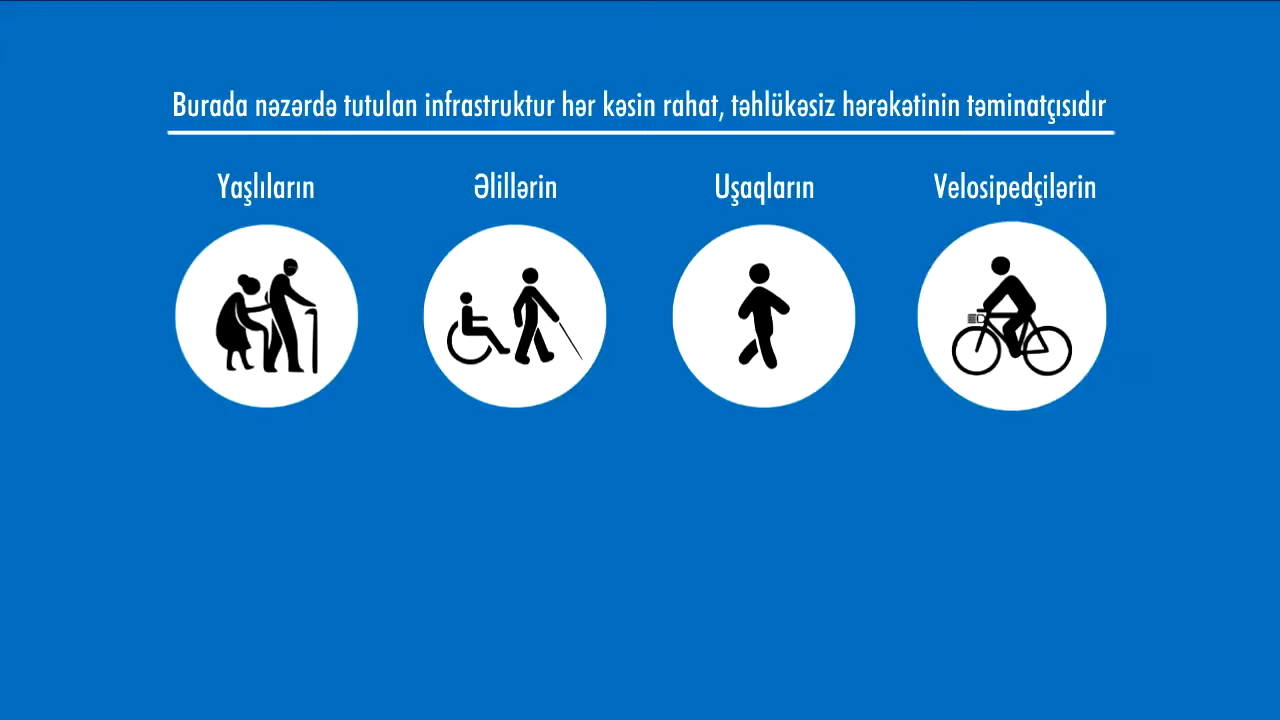 Burada nəzərdə tutulan infrastruktur hər kəsin rahat, təhlükəsiz hərəkətinin təminatçısıdır
Yaşlıların
Əlillərin
Uşaqların
Velosipedçilərin